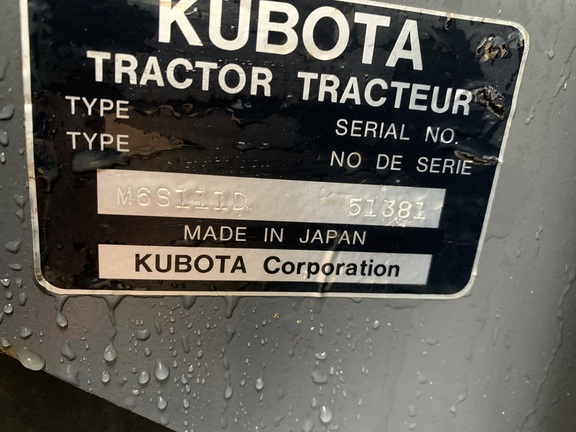 KUBOTA
TRACTOR TRACTEUR
TYPE
TYPE
SERIAL NO.
NO DE SERIE
M6S111D 51381
MADE IN JAPAN
KUBOTA Corporation